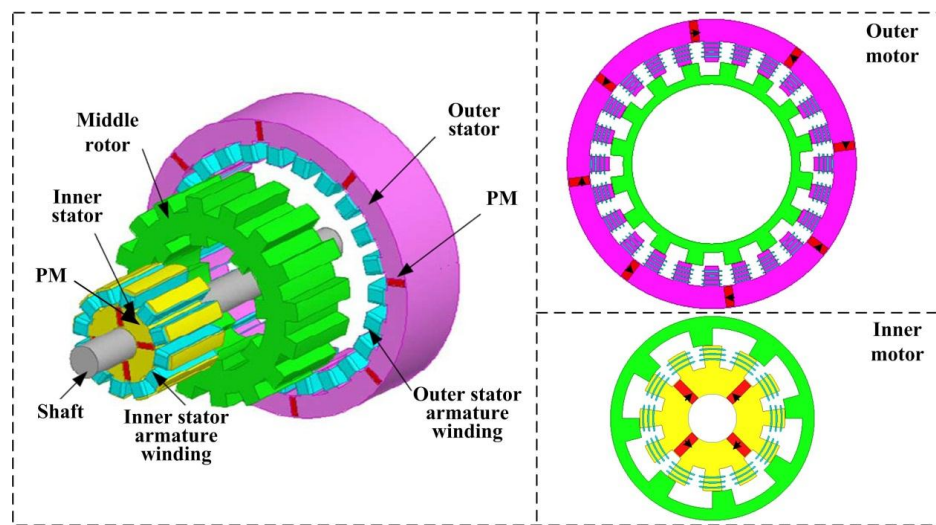 Middle
rotor
Inner
stator
PM
Shaft
Inner stator
armature
winding
Outer
stator
PM
Outer stator
armature
winding
Outer
motor
Inner
motor